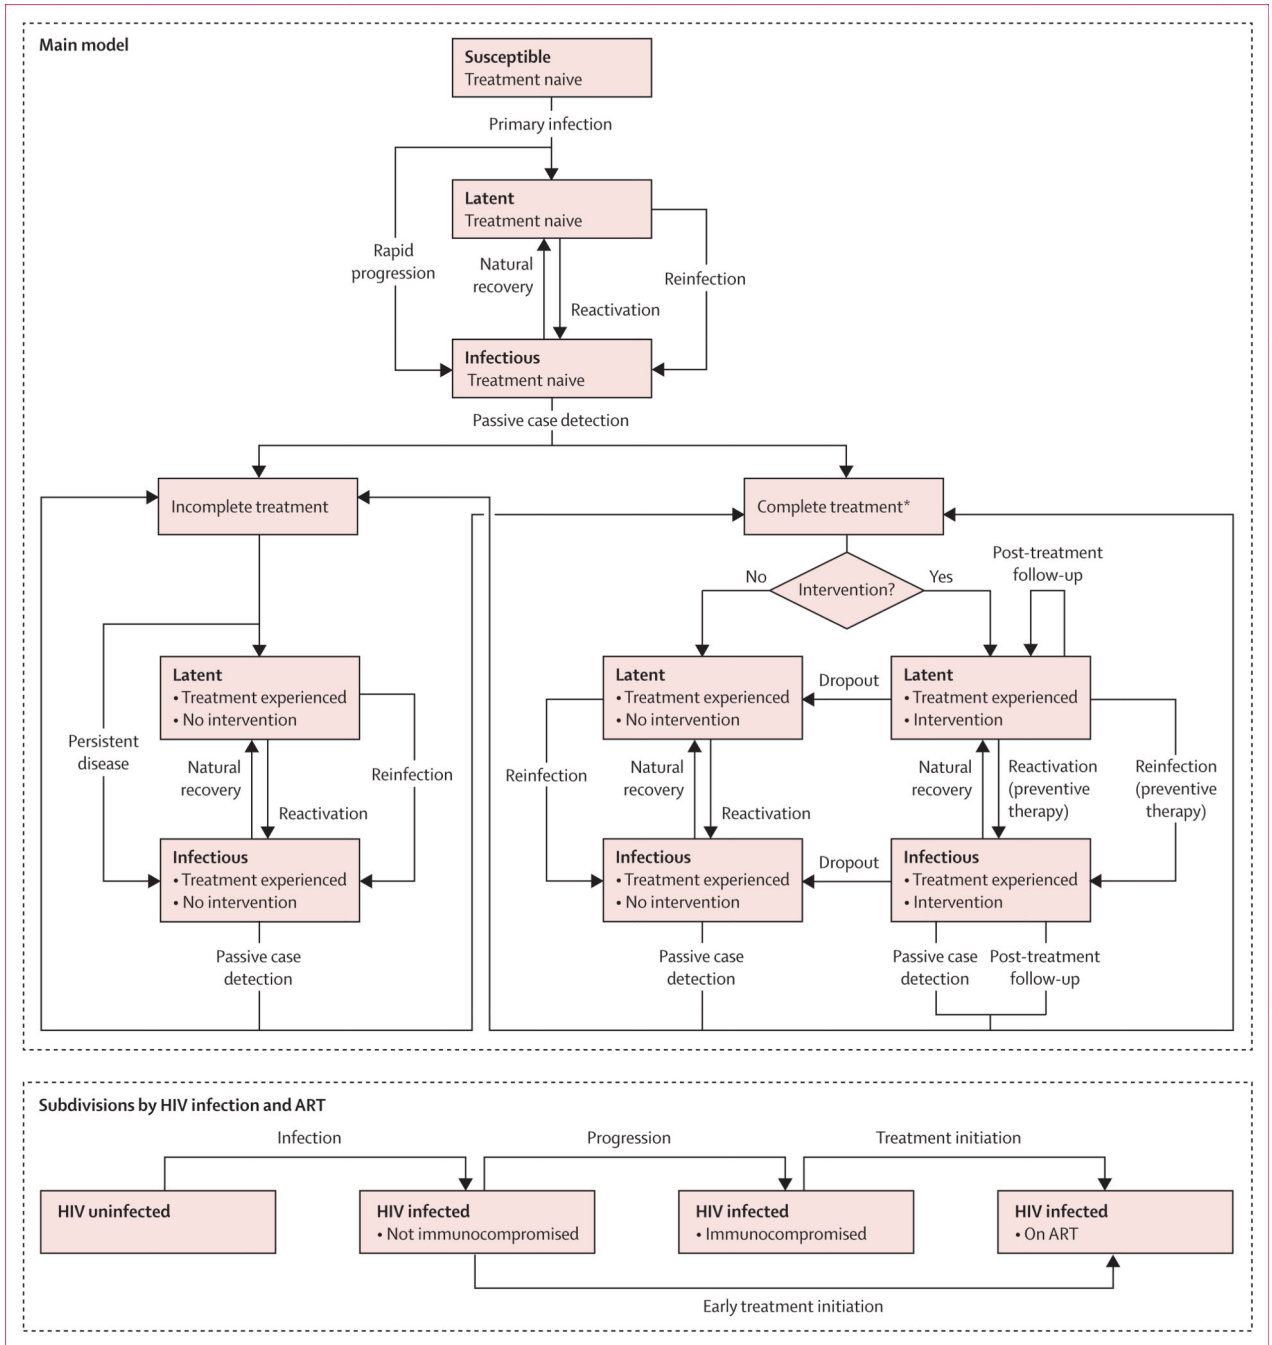 Main model
Susceptible
Treatment naive
Primary infection
Latent
Treatment naive
Rapid
progression
Natural
recovery
Reactivation
Reinfection
Infectious
Treatment naive
Passive case detection
Incomplete treatment
Complete treatment*
Intervention?
No
Yes
Post-treatment
follow-up
Latent
• Treatment experienced
• No intervention
Persistent
disease
Natural
recovery
Reactivation
Reinfection
Infectious
• Treatment experienced
• No intervention
Passive case
detection
Latent
• Treatment experienced
• No intervention
Dropout
Latent
• Treatment experienced
• Intervention
Reinfection
Natural
recovery
Reactivation
Natural
recovery
Reactivation
(preventive
therapy)
Reinfection
(preventive
therapy)
Infectious
• Treatment experienced
• No intervention
Dropout
Infectious
• Treatment experienced
• Intervention
Passive case
detection
Passive case
detection
Post-treatment
follow-up
Subdivisions by HIV infection and ART
Infection
Progression
Treatment initiation
HIV uninfected
HIV infected
• Not immunocompromised
HIV infected
• Immunocompromised
HIV infected
• On ART
Early treatment initiation